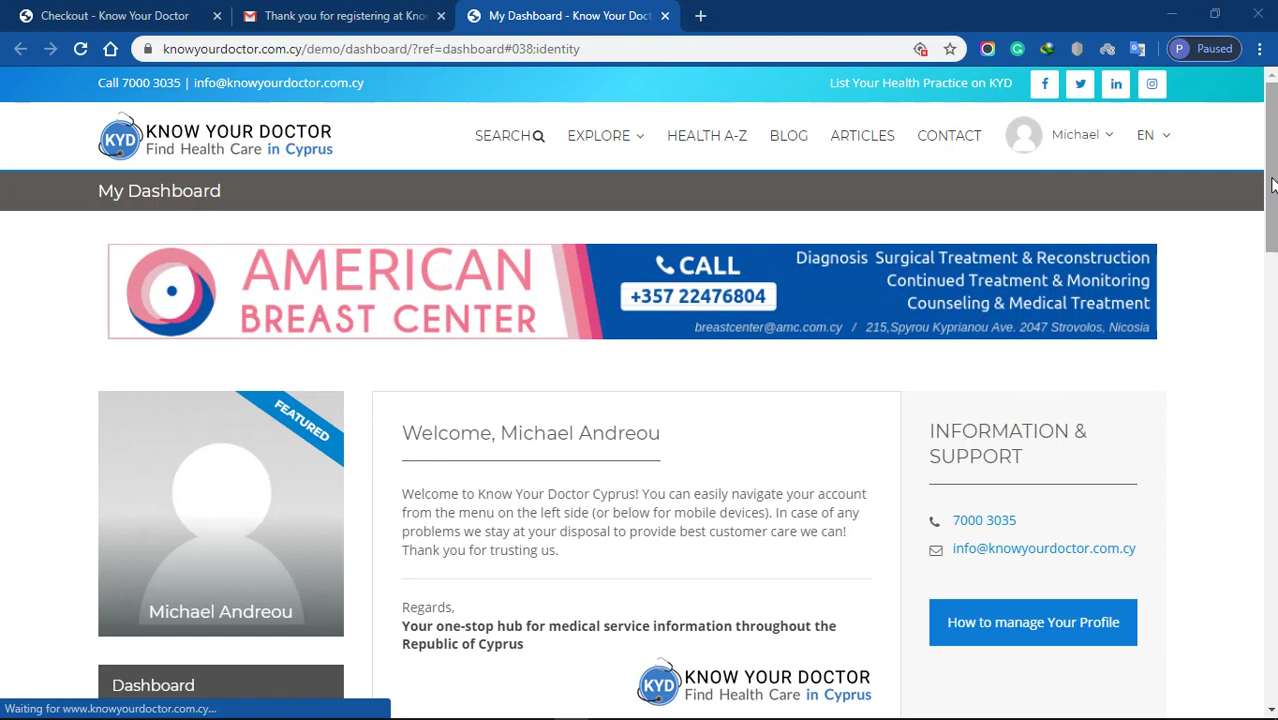 Checkout - Know Your Doctor
Thank you for registering at Know
My Dashboard - Know Your Doct
knowyourdoctor.com.cy/demo/dashboard/?ref=dashboard#038;identity
P Paused
Call 7000 3035 | info@knowyourdoctor.com.cy
List Your Health Practice on KYD
KYD KNOW YOUR DOCTOR
Find Health Care in Cyprus
SEARCH
EXPLORE
HEALTH A-Z
BLOG
ARTICLES
CONTACT
Michael
EN
My Dashboard
AMERICAN
BREAST CENTER
CALL
+357 22476804
Diagnosis Surgical Treatment & Reconstruction
Continued Treatment & Monitoring
Counseling & Medical Treatment
breastcenter@amc.com.cy / 215,Spyrou Kyprianou Ave. 2047 Strovolos, Nicosia
FEATURED
Michael Andreou
Dashboard
Welcome, Michael Andreou
Welcome to Know Your Doctor Cyprus! You can easily navigate your account
from the menu on the left side (or below for mobile devices). In case of any
problems we stay at your disposal to provide best customer care we can!
Thank you for trusting us.
Regards,
Your one-stop hub for medical service information throughout the
Republic of Cyprus
KYD KNOW YOUR DOCTOR
Find Health Care in Cyprus
INFORMATION &
SUPPORT
7000 3035
info@knowyourdoctor.com.cy
How to manage Your Profile
Waiting for www.knowyourdoctor.com.cy...